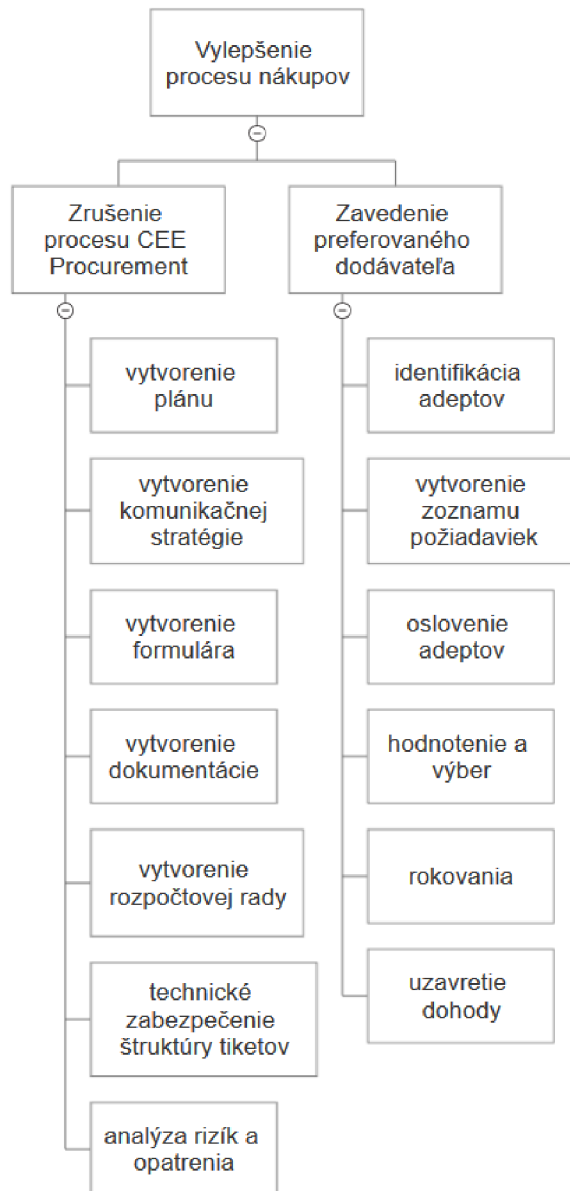 Vylepšenie
procesu nákupov
Zrušenie
procesu CEE
Procurement
Zavedenie
preferovaného
dodávateľa
vytvorenie
plánu
vytvorenie
komunikačnej
stratégie
vytvorenie
formulára
vytvorenie
dokumentácie
vytvorenie
rozpočtovej rady
technické
zabezpečenie
štruktúry tiketov
analýza rizík a
opatrenia
identifikácia
adeptov
vytvorenie
zoznamu
požiadaviek
oslovenie
adeptov
hodnotenie a
výber
rokovania
uzavretie
dohody